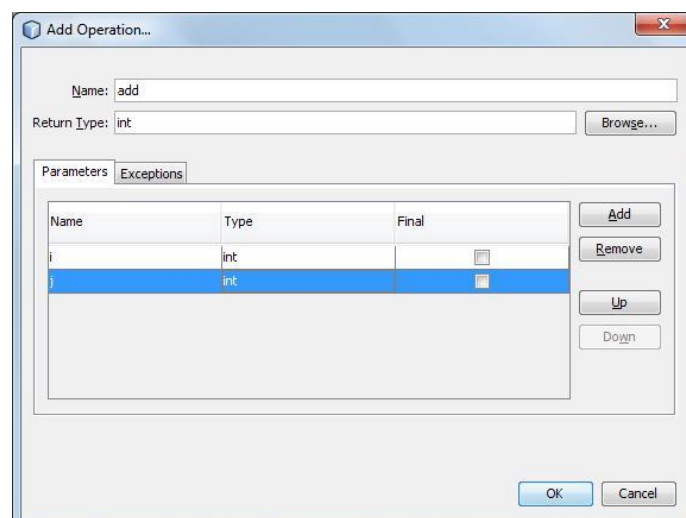 Add Operation...
Name: add
Return Type: int Browse...
Parameters Exceptions
Name Type Final Add
i int Remove
j int
Up
Down
OK Cancel